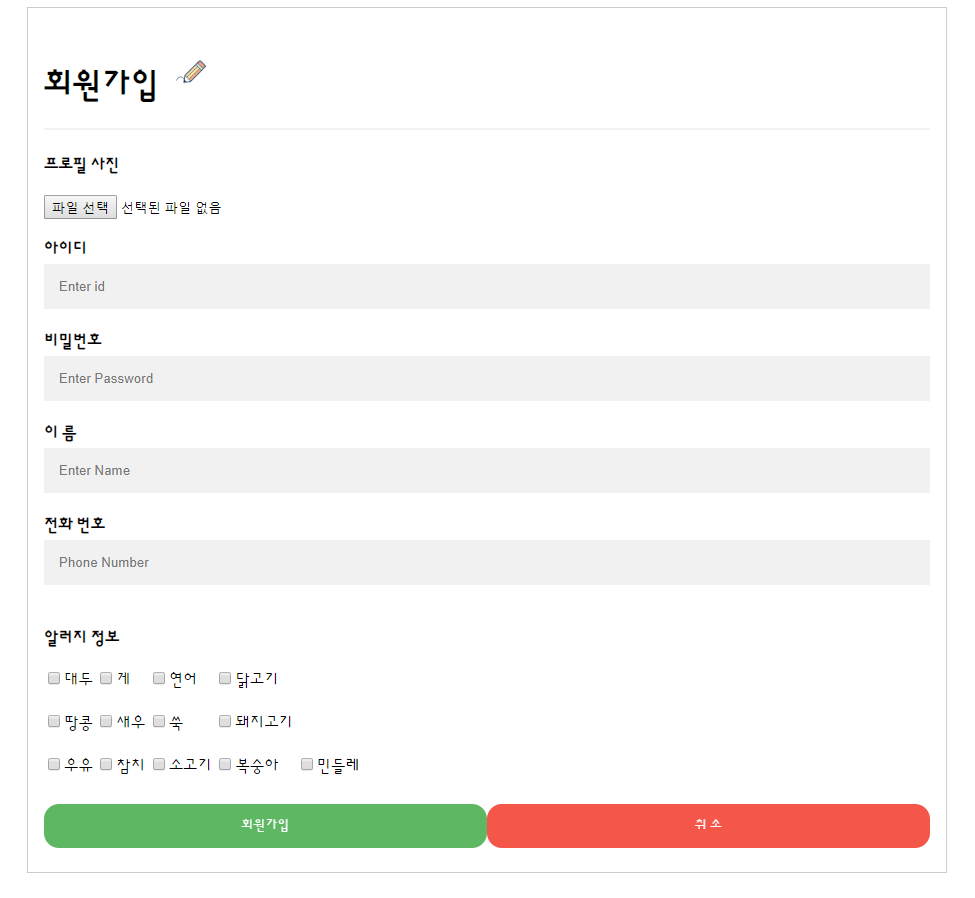 회원가입
프로필 사진
파일 선택 선택된 파일 없음
아이디
Enter id
비밀번호
Enter Password
이 름
Enter Name
전화 번호
Phone Number
알러지 정보
대두 게 연어 닭고기
땅콩 새우 쑥 돼지고기
우유 참치 소고기 복숭아 민들레
회원가입 취 소